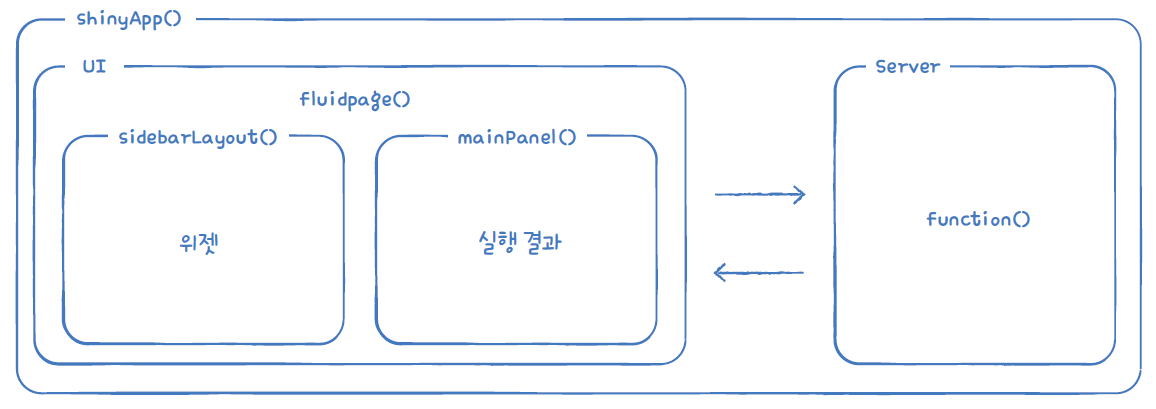 shinyApp()
UI
Server
fluidpage()
sidebarLayout()
mainPanel()
위젯
실행 결과
function()